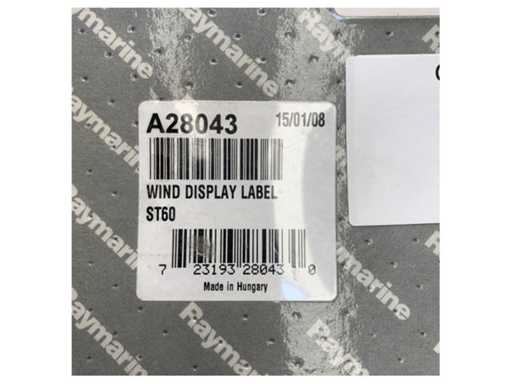 Raymarine
Raymarine
A28043 15/01/08
WIND DISPLAY LABEL
ST60
7 23193 28043 0
Made in Hungary
Raymarine
Raymarine
Raymarine